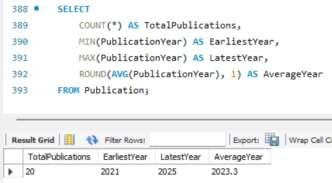 388 SELECT
389 COUNT(*) AS TotalPublications,
390 MIN(PublicationYear) AS EarliestYear,
391 MAX(PublicationYear) AS LatestYear,
392 ROUND(AVG(PublicationYear), 1) AS AverageYear
393 FROM Publication;
Result Grid Filter Rows: Export: Wrap Cell Co
TotalPublications EarliestYear LatestYear AverageYear
20 2021 2025 2023.3